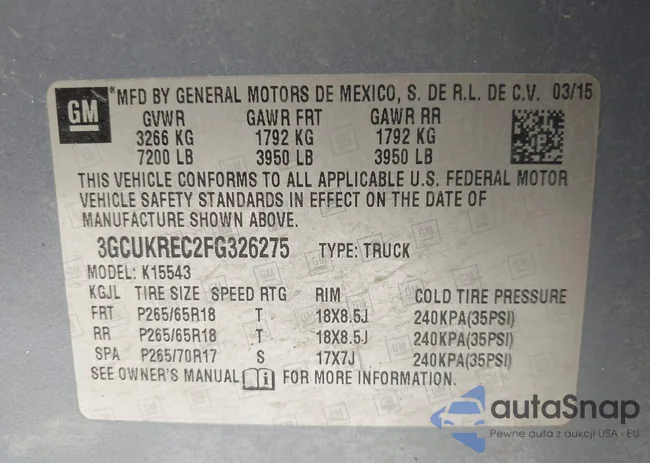 GM ® MFD BY GENERAL MOTORS DE MEXICO, S. DE R.L. DE C.V. 03/15
GVWR GAWR FRT GAWR RR
3266 KG 1792 KG 1792 KG
7200 LB 3950 LB 3950 LB
THIS VEHICLE CONFORMS TO ALL APPLICABLE U.S. FEDERAL MOTOR
VEHICLE SAFETY STANDARDS IN EFFECT ON THE DATE OF
MANUFACTURE SHOWN ABOVE.
3GCUKREC2FG326275 TYPE: TRUCK
MODEL: K15543
KGJL TIRE SIZE SPEED RTG RIM COLD TIRE PRESSURE
FRT P265/65R18 T 18X8.5J 240KPA(35PSI)
RR P265/65R18 T 18X8.5J 240KPA(35PSI)
SPA P265/70R17 S 17X7J 240KPA(35PSI)
SEE OWNER'S MANUAL FOR MORE INFORMATION.
autaSnap
Pewne auta z aukcji USA i EU